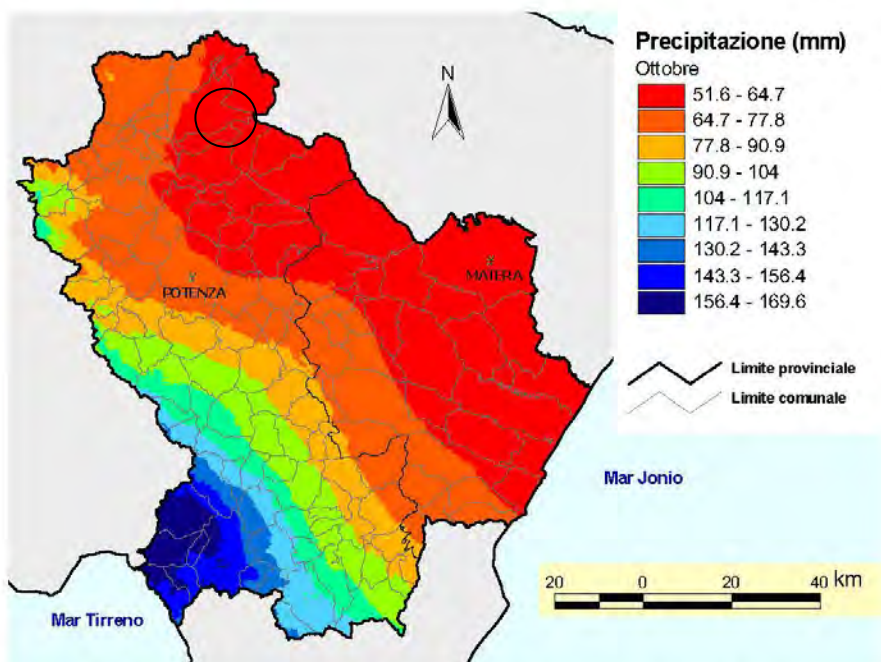 Precipitazione (mm)
Ottobre
51.6 - 64.7
64.7 - 77.8
77.8 - 90.9
90.9 - 104
104 - 117.1
117.1 - 130.2
130.2 - 143.3
143.3 - 156.4
156.4 - 169.6
Limite provinciale
Limite comunale
N
POTENZA
MATERA
Mar Jonio
Mar Tirreno
20 0 20 40 km